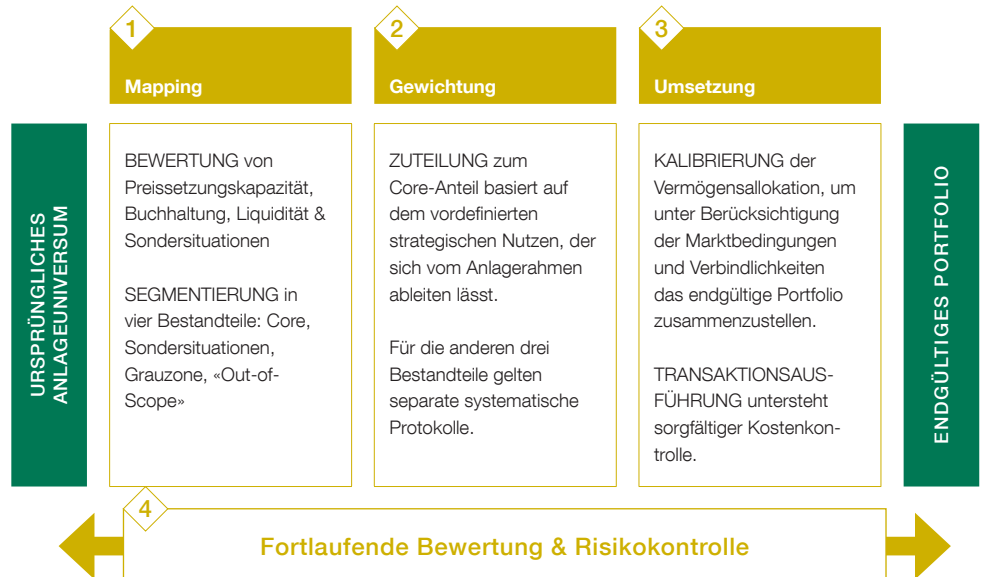 1
Mapping
2
Gewichtung
3
Umsetzung
URSPRÜNGLICHES
ANLAGEUNIVERSUM
BEWERTUNG von
Preissetzungskapazität,
Buchhaltung, Liquidität &
Sondersituationen
SEGMENTIERUNG in
vier Bestandteile: Core,
Sondersituationen,
Grauzone, «Out-of-
Scope»
ZUTEILUNG zum
Core-Anteil basiert auf
dem vordefinierten
strategischen Nutzen, der
sich vom Anlagerahmen
ableiten lässt.
Für die anderen drei
Bestandteile gelten
separate systematische
Protokolle.
KALIBRIERUNG der
Vermögensallokation, um
unter Berücksichtigung
der Marktbedingungen
und Verbindlichkeiten
das endgültige Portfolio
zusammenzustellen.
TRANSAKTIONSAUS-
FÜHRUNG untersteht
sorgfältiger Kostenkon-
trolle.
ENDGÜLTIGES PORTFOLIO
4
Fortlaufende Bewertung & Risikokontrolle